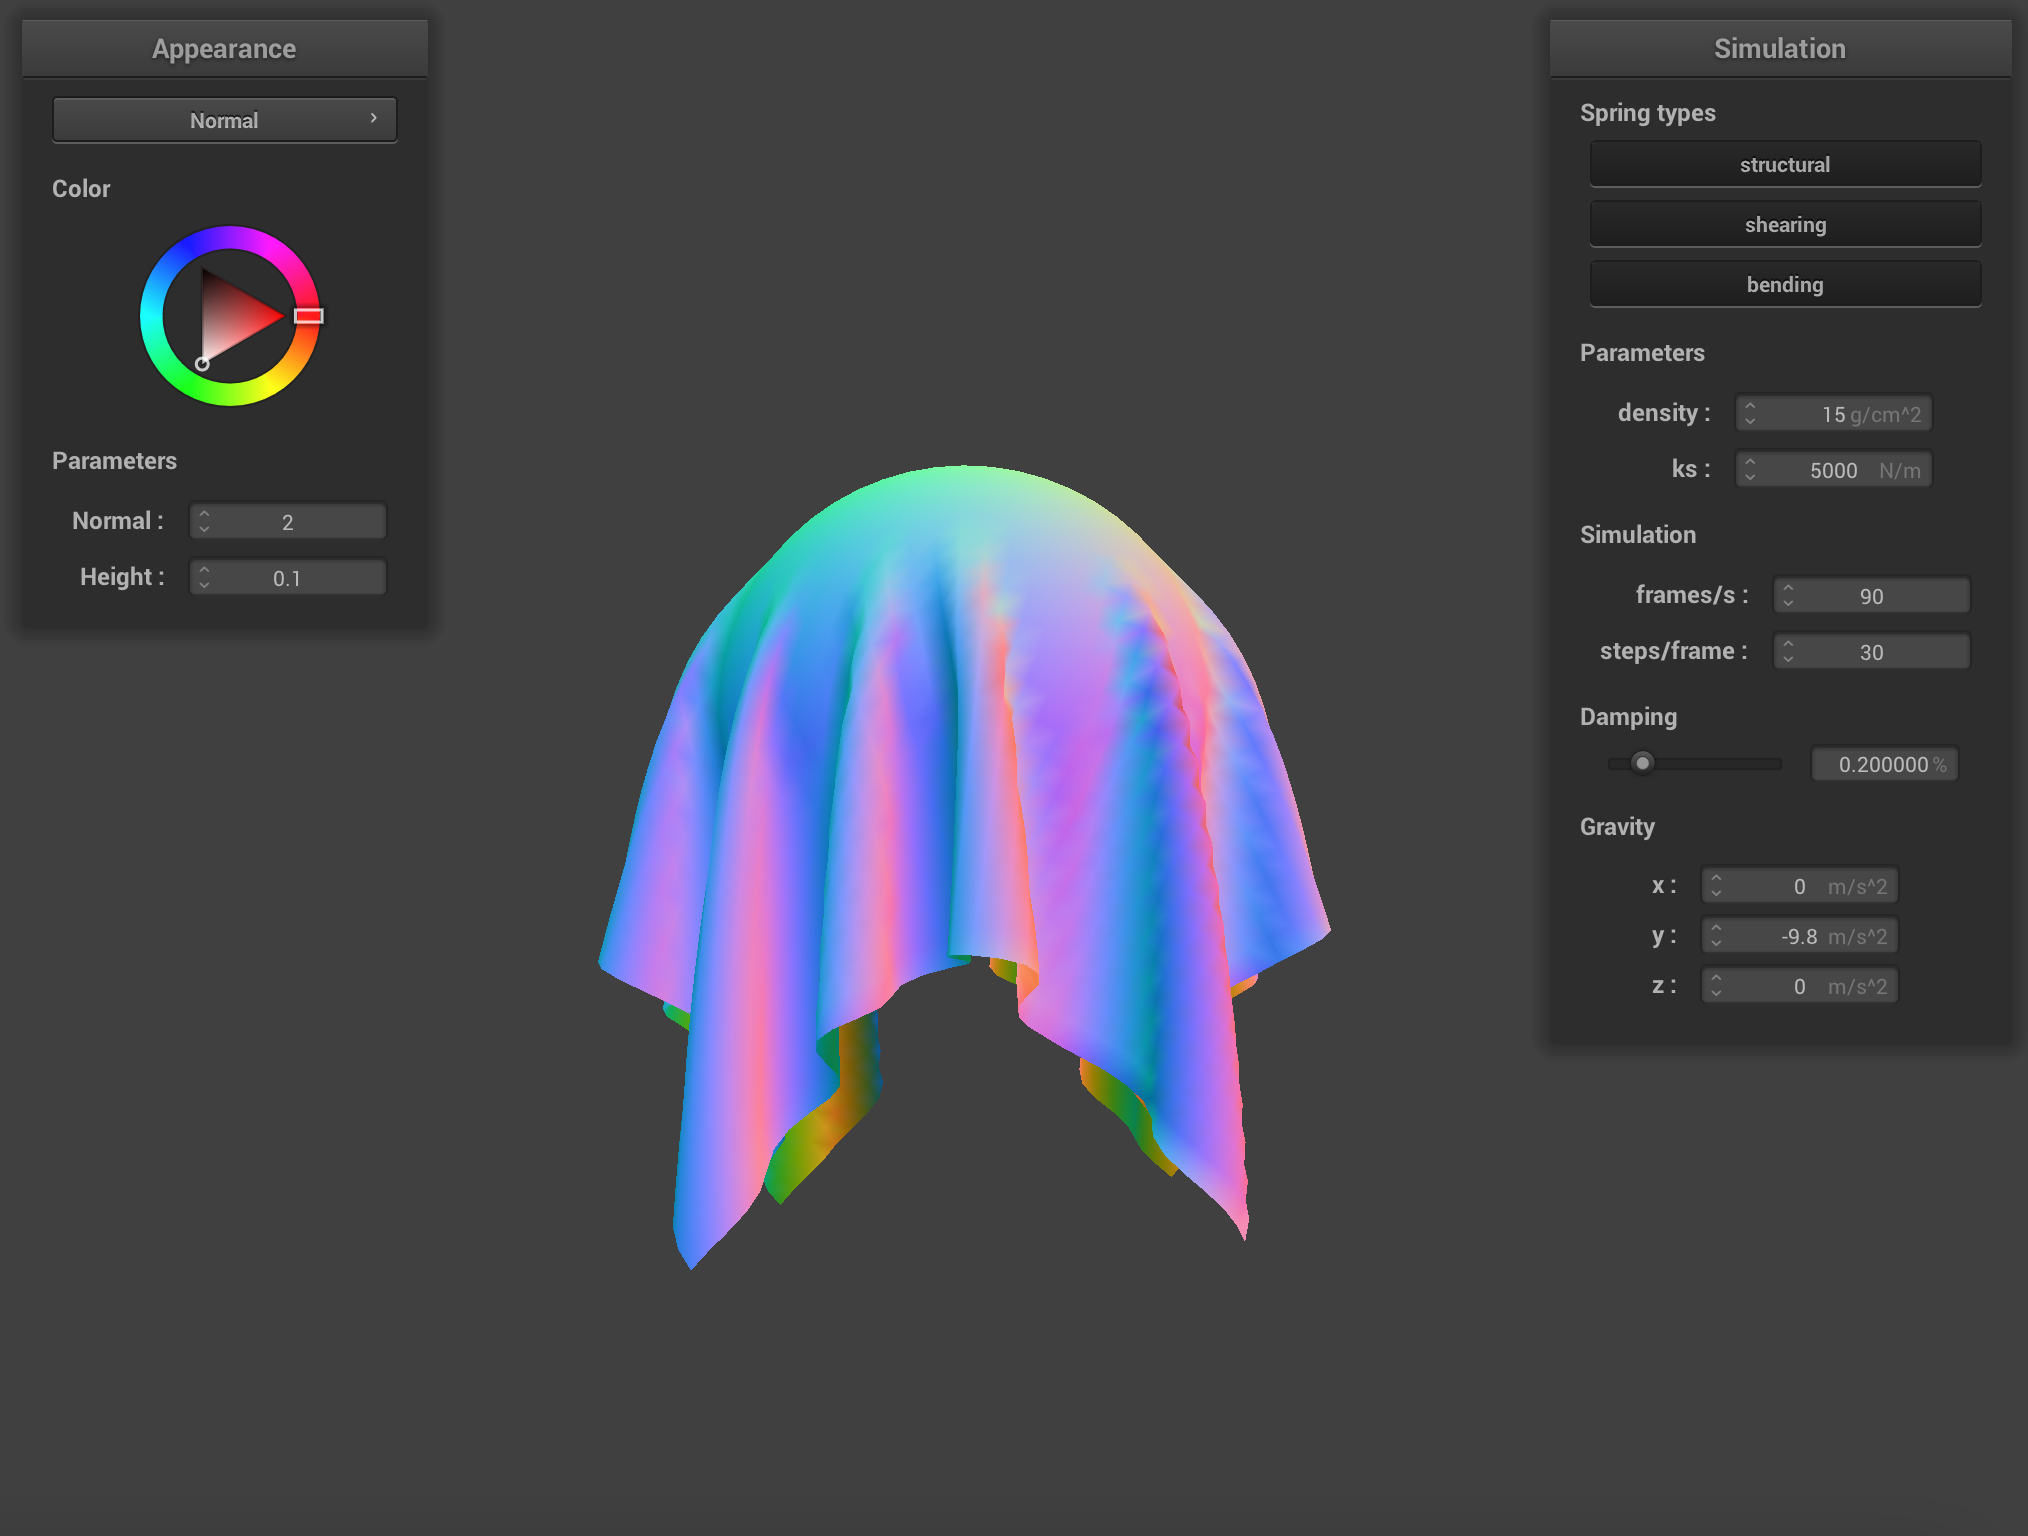 Appearance
Normal
Color
Parameters
Normal : 2
Height : 0.1
Simulation
Spring types
structural
shearing
bending
Parameters
density : 15 g/cm^2
ks : 5000 N/m
Simulation
frames/s : 90
steps/frame : 30
Damping
0.200000 %
Gravity
x : 0 m/s^2
y : -9.8 m/s^2
z : 0 m/s^2